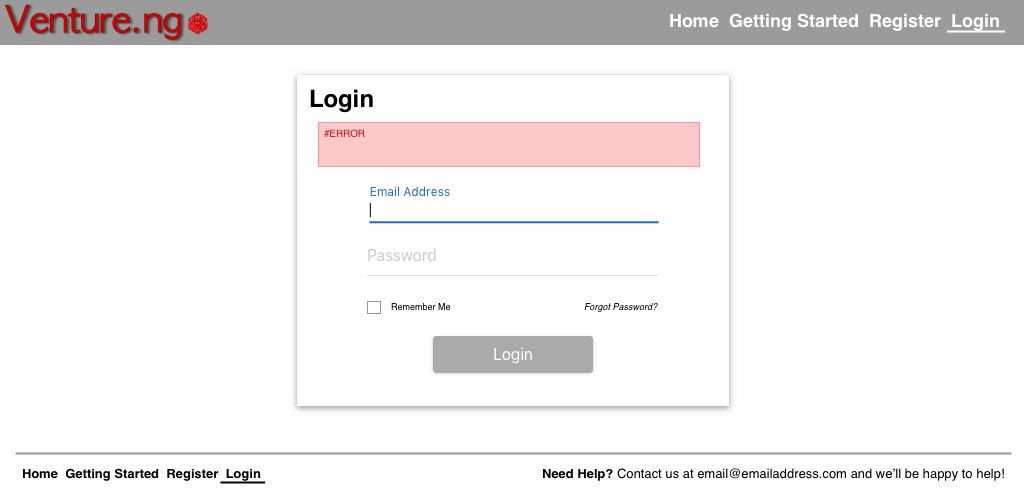 Venture.ng
Home Getting Started Register Login
Login
#ERROR
Email Address
Password
Remember Me
Forgot Password?
Login
Home Getting Started Register Login
Need Help? Contact us at email@emailaddress.com and we'll be happy to help!